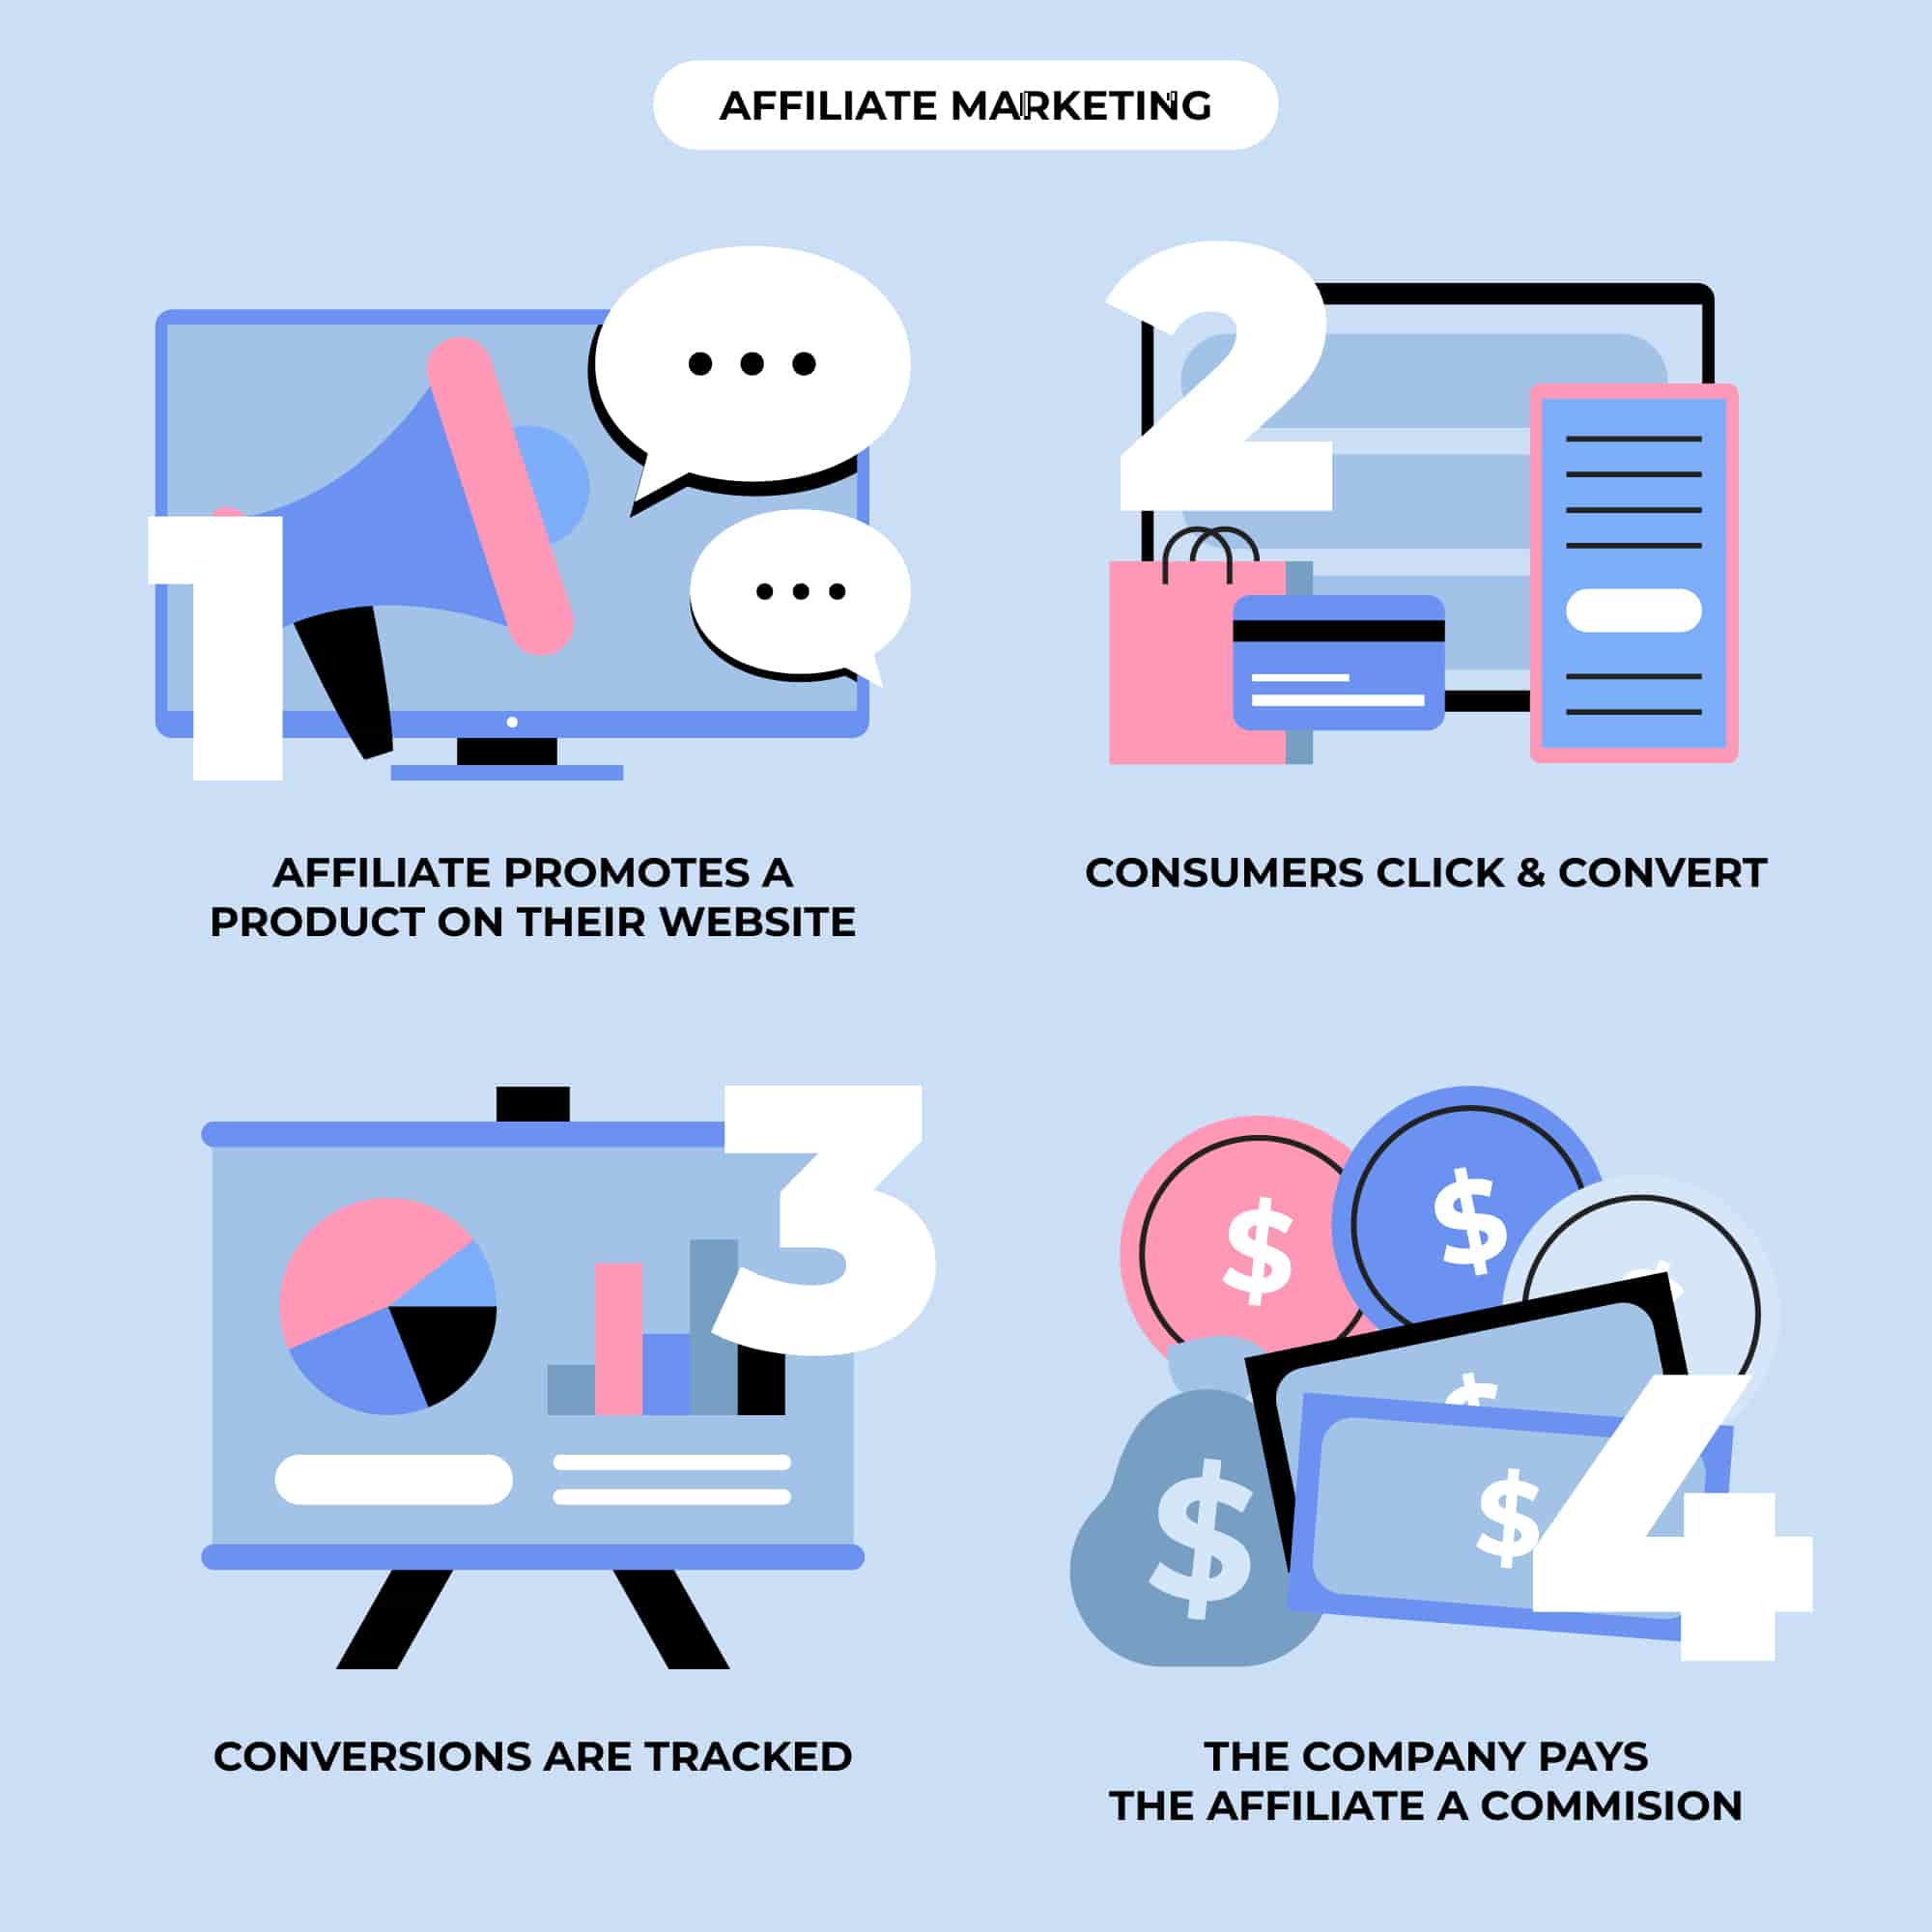 AFFILIATE MARKETING
1
2
AFFILIATE PROMOTES A
PRODUCT ON THEIR WEBSITE
CONSUMERS CLICK & CONVERT
3
$
$
$
$
$
$
4
CONVERSIONS ARE TRACKED
THE COMPANY PAYS
THE AFFILIATE A COMMISION